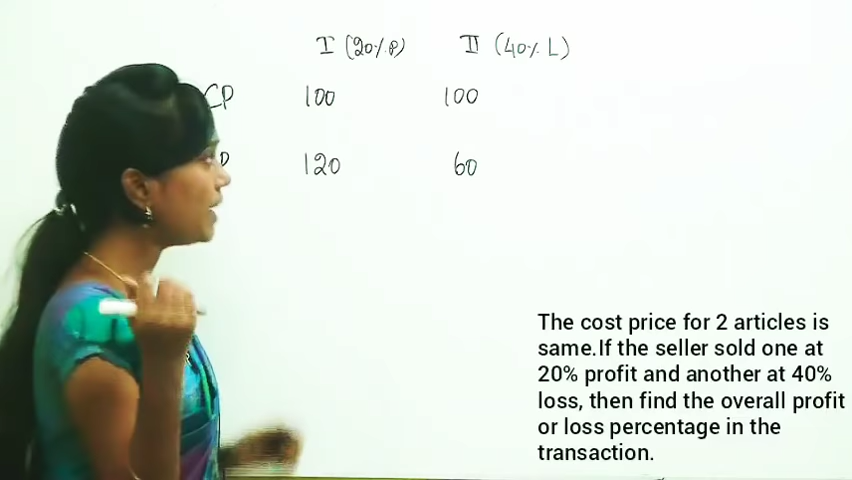 I (20% P) II (40% L)
CP 100 100
P 120 60
The cost price for 2 articles is
same.If the seller sold one at
20% profit and another at 40%
loss, then find the overall profit
or loss percentage in the
transaction.